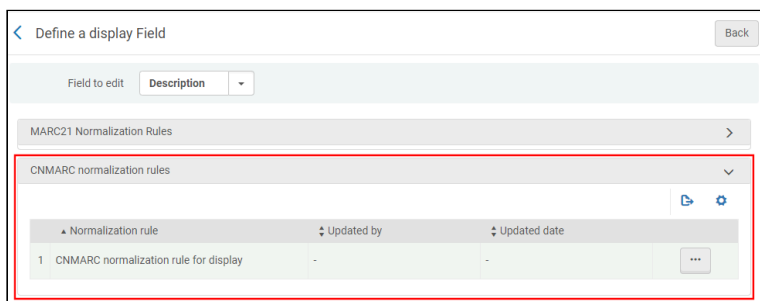 Define a display Field
Back
Field to edit Description
MARC21 Normalization Rules
CNMARC normalization rules
Normalization rule Updated by Updated date
1 CNMARC normalization rule for display - -